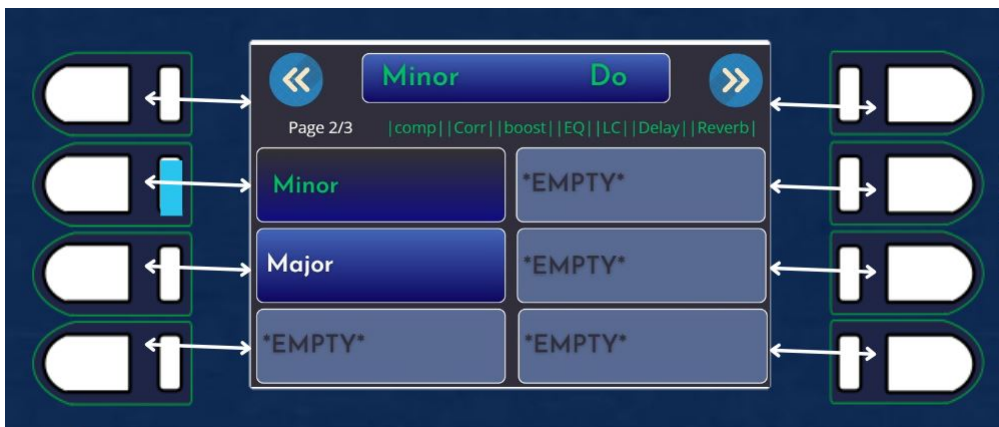 Minor Do
Page 2/3 |comp||Corr||boost||EQ||LC||Delay||Reverb|
Minor *EMPTY*
Major *EMPTY*
*EMPTY* *EMPTY*